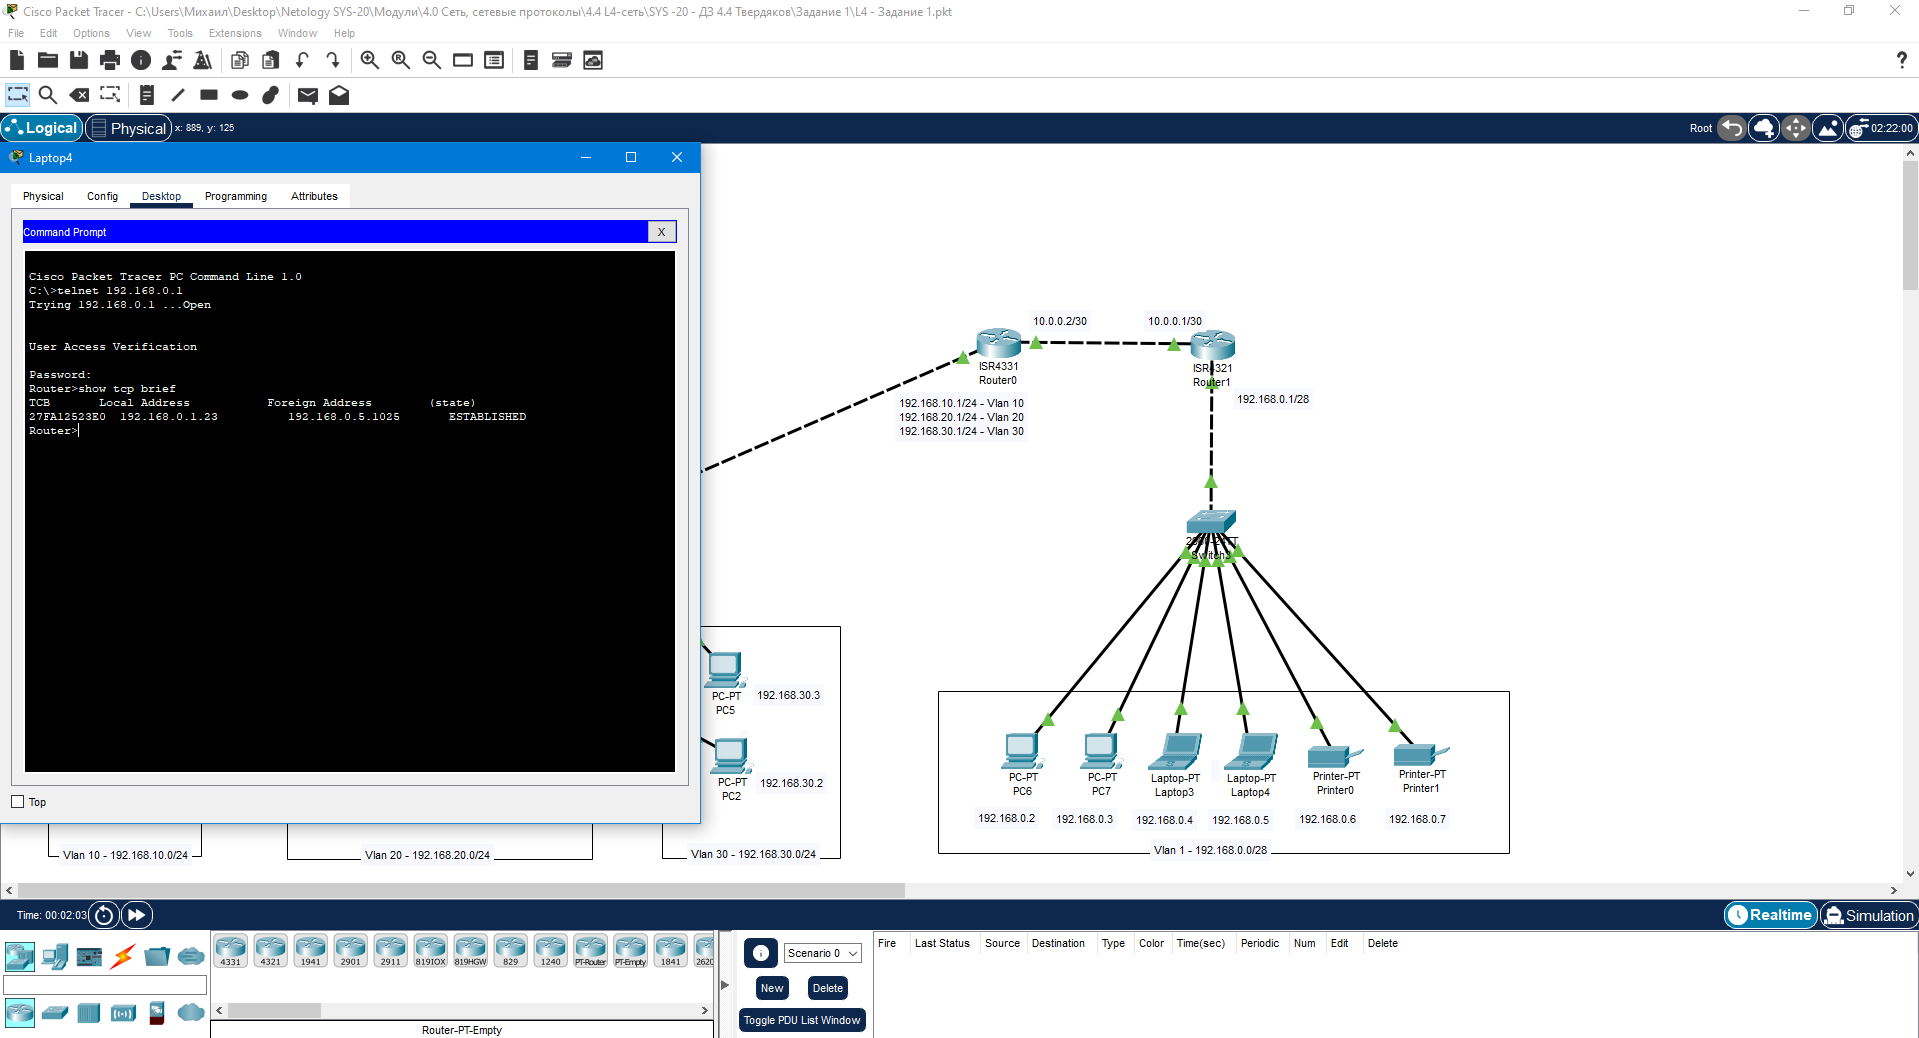 Cisco Packet Tracer - C:\Users\Михаил\Desktop\Netology SYS-20\Модули\4.0 Сеть, сетевые протоколы\4.4 L4-сеть\SYS -20 - ДЗ 4.4 Твердяков\Задание 1\L4 - Задание 1.pkt
File Edit Options View Tools Extensions Window Help
Logical Physical x: 889, y: 125 Root 02:22:00
Laptop4
Physical Config Desktop Programming Attributes
Command Prompt X
Cisco Packet Tracer PC Command Line 1.0
C:\>telnet 192.168.0.1
Trying 192.168.0.1 ...Open
User Access Verification
Password:
Router>show tcp brief
TCB Local Address Foreign Address (state)
27FA12523E0 192.168.0.1.23 192.168.0.5.1025 ESTABLISHED
Router>
Top
10.0.0.2/30
10.0.0.1/30
ISR4331
Router0
ISR4321
Router1
192.168.10.1/24 - Vlan 10
192.168.20.1/24 - Vlan 20
192.168.30.1/24 - Vlan 30
192.168.0.1/28
Switch3
PC-PT
PC5
192.168.30.3
PC-PT
PC2
192.168.30.2
PC-PT
PC6
PC-PT
PC7
Laptop-PT
Laptop3
Laptop-PT
Laptop4
Printer-PT
Printer0
Printer-PT
Printer1
192.168.0.2 192.168.0.3 192.168.0.4 192.168.0.5 192.168.0.6 192.168.0.7
Vlan 10 - 192.168.10.0/24
Vlan 20 - 192.168.20.0/24
Vlan 30 - 192.168.30.0/24
Vlan 1 - 192.168.0.0/28
Time: 00:02:03 Realtime Simulation
4331 4321 1941 2901 2911 819IOX 819HGW 829 1240 PT-Router PT-Empty 1841 2620
Router-PT-Empty
Scenario 0
New Delete
Toggle PDU List Window
Fire Last Status Source Destination Type Color Time(sec) Periodic Num Edit Delete